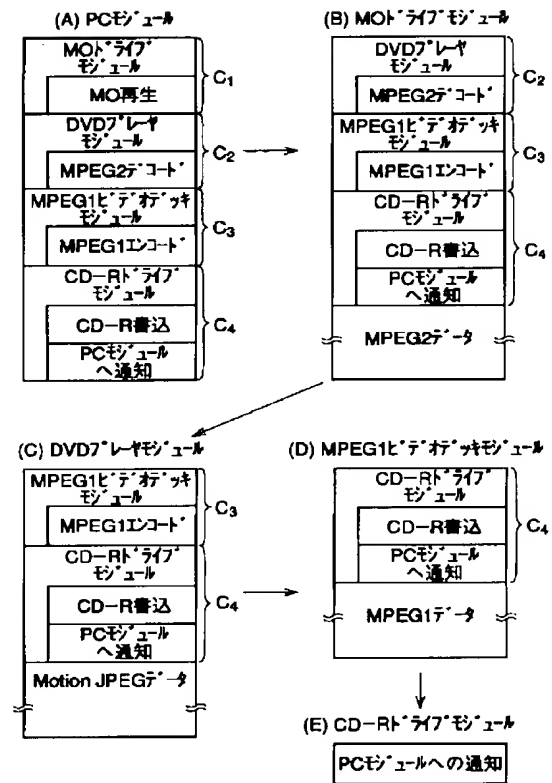 (A) PCモジュール
MOドライブ
モジュール
MO再生
C1
DVDプレーヤ
モジュール
MPEG2デコード
C2
MPEG1ビデオデッキ
モジュール
MPEG1エンコード
C3
CD-Rドライブ
モジュール
CD-R書込
PCモジュール
へ通知
C4
(B) MOドライブモジュール
DVDプレーヤ
モジュール
MPEG2デコード
C2
MPEG1ビデオデッキ
モジュール
MPEG1エンコード
C3
CD-Rドライブ
モジュール
CD-R書込
PCモジュール
へ通知
C4
MPEG2データ
(C) DVDプレーヤモジュール
MPEG1ビデオデッキ
モジュール
MPEG1エンコード
C3
CD-Rドライブ
モジュール
CD-R書込
PCモジュール
へ通知
C4
Motion JPEGデータ
(D) MPEG1ビデオデッキモジュール
CD-Rドライブ
モジュール
CD-R書込
PCモジュール
へ通知
C4
MPEG1データ
(E) CD-Rドライブモジュール
PCモジュールへの通知